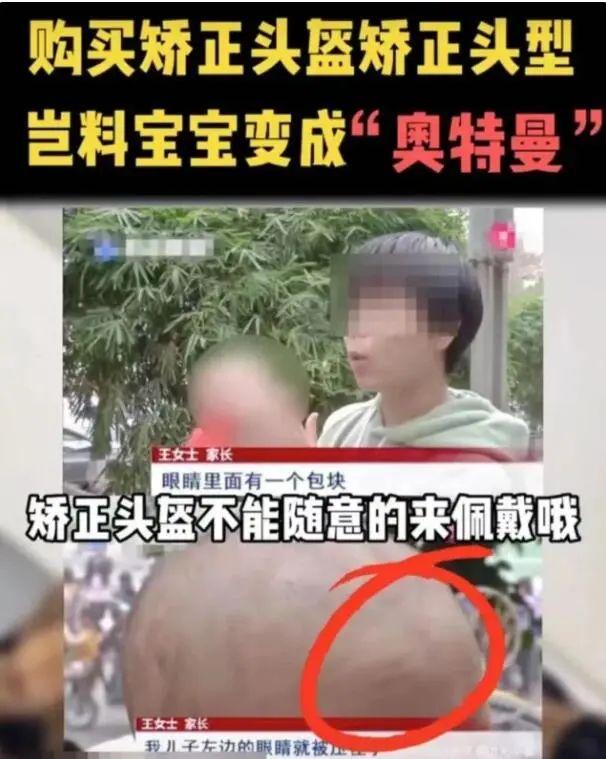 购买矫正头盔矫正头型
岂料宝宝变成“奥特曼”
王女士 家长
眼睛里面有一个包块
矫正头盔不能随意的来佩戴哦
王女士 家长
我儿子左边的眼睛就被压在了